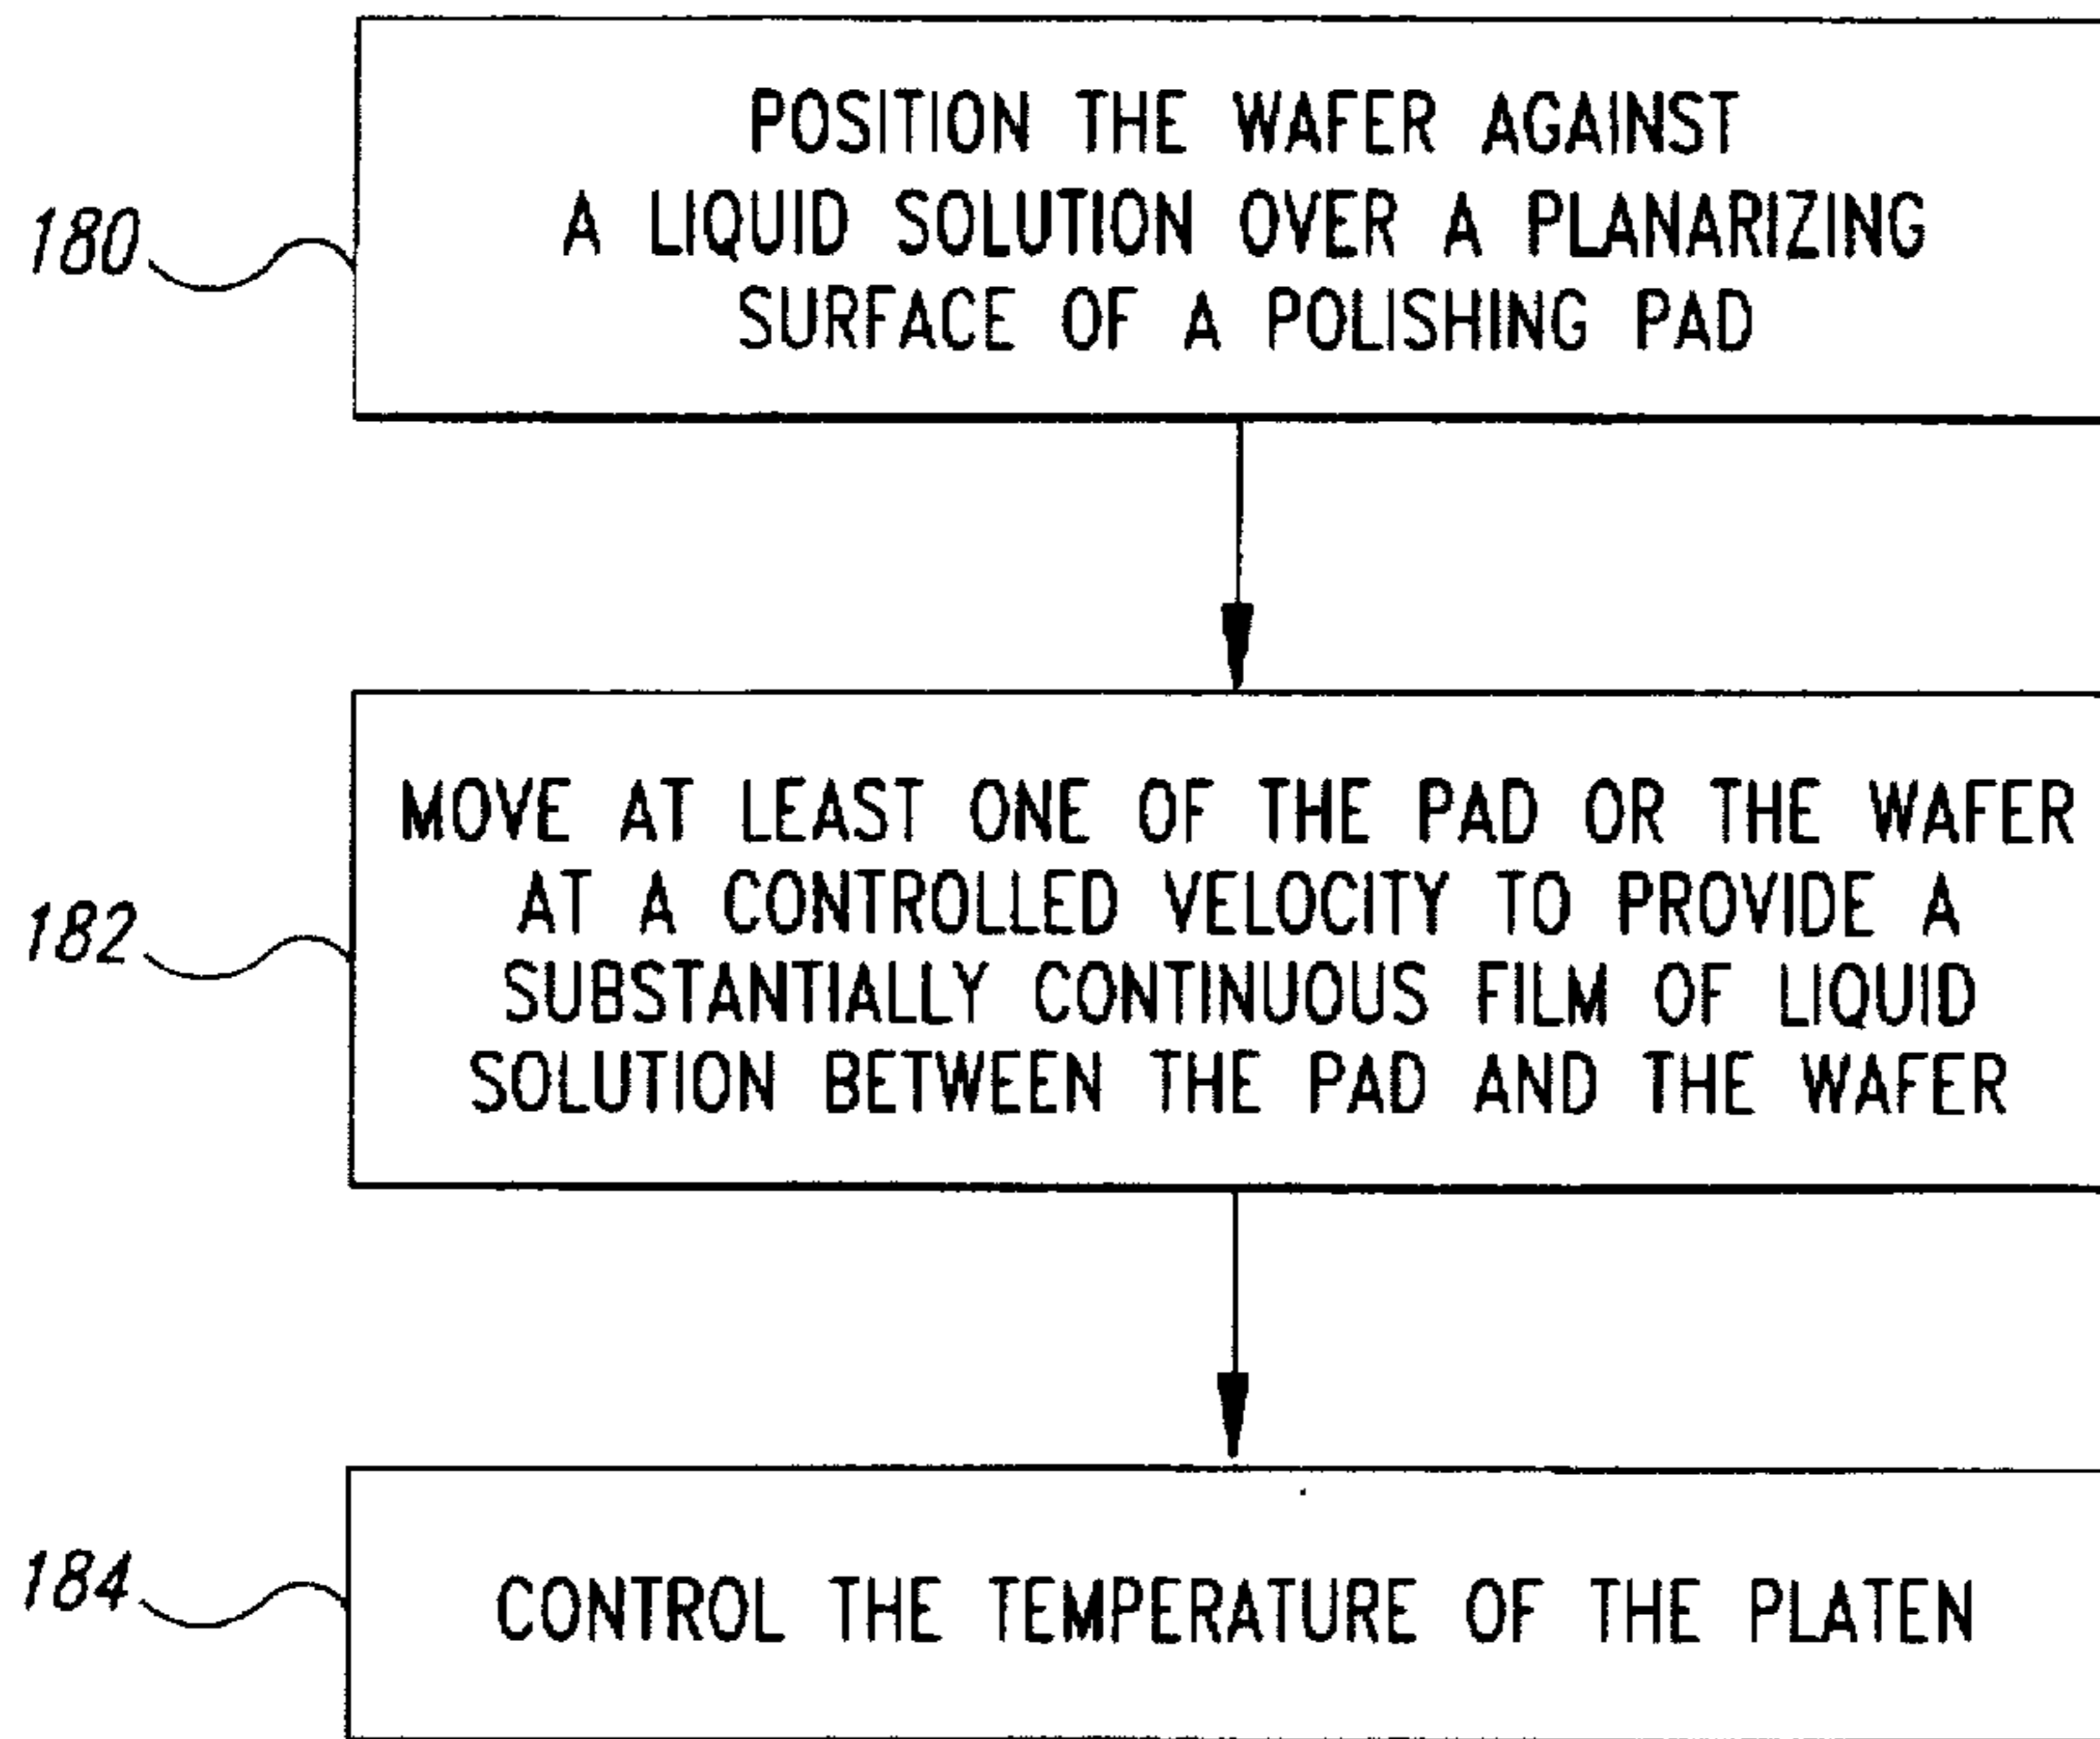 POSITION THE WAFER AGAINST
A LIQUID SOLUTION OVER A PLANARIZING
SURFACE OF A POLISHING PAD
180
MOVE AT LEAST ONE OF THE PAD OR THE WAFER
AT A CONTROLLED VELOCITY TO PROVIDE A
SUBSTANTIALLY CONTINUOUS FILM OF LIQUID
SOLUTION BETWEEN THE PAD AND THE WAFER
182
CONTROL THE TEMPERATURE OF THE PLATEN
184